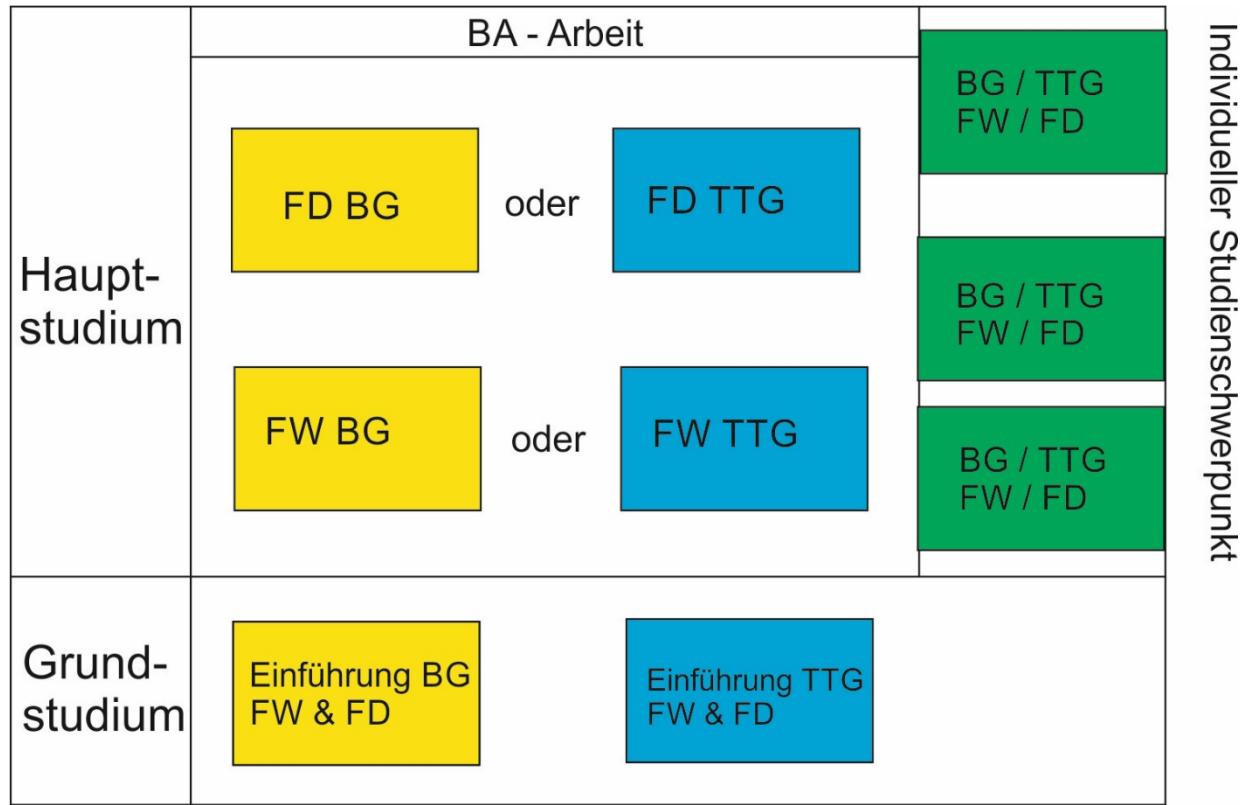 BA - Arbeit
BG / TTG
FW / FD
FD BG
oder
FD TTG
Haupt-
studium
BG / TTG
FW / FD
FW BG
oder
FW TTG
BG / TTG
FW / FD
Individueller Studienschwerpunkt
Grund-
studium
Einführung BG
FW & FD
Einführung TTG
FW & FD